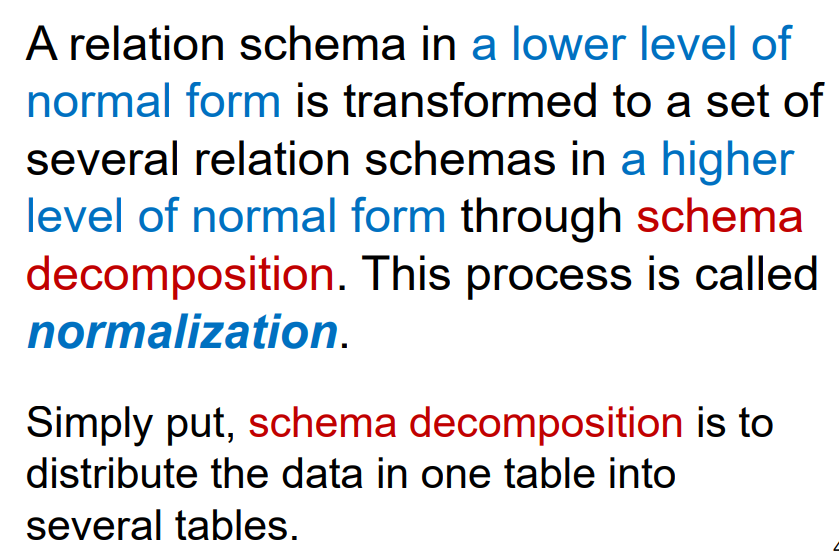 A relation schema in a lower level of
normal form is transformed to a set of
several relation schemas in a higher
level of normal form through schema
decomposition. This process is called
normalization.
Simply put, schema decomposition is to
distribute the data in one table into
several tables.